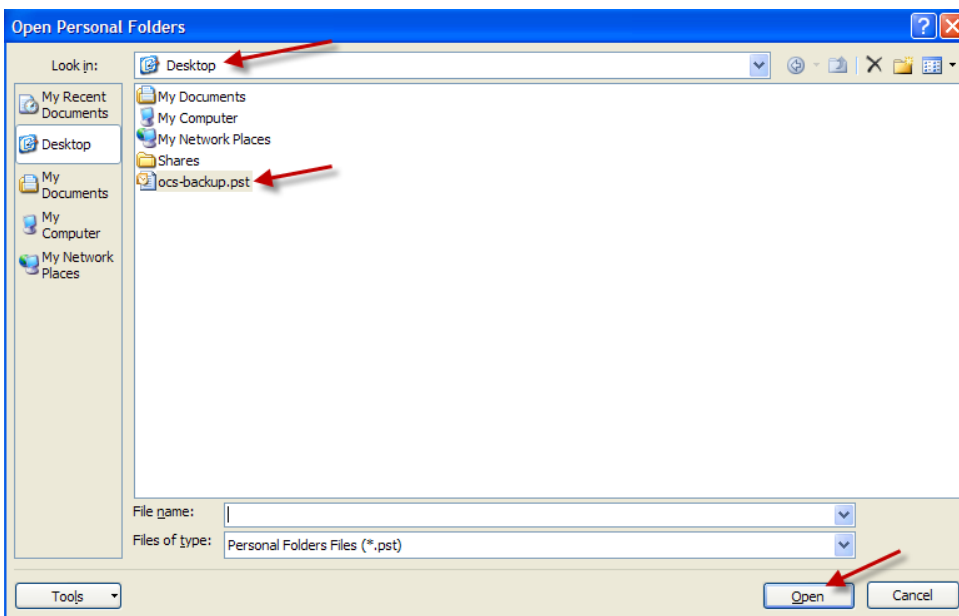 Open Personal Folders
Look in:
Desktop
My Recent
Documents
Desktop
My
Documents
My
Computer
My Network
Places
My Documents
My Computer
My Network Places
Shares
ocs-backup.pst
File name:
Files of type:
Personal Folders Files (*.pst)
Tools
Open
Cancel